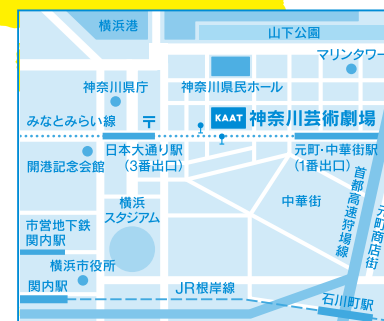 横浜港
山下公園
マリンタワー
神奈川県庁
神奈川県民ホール
みなとみらい線
〒
KAAT 神奈川芸術劇場
日本大通り駅
(3番出口)
元町・中華街駅
(1番出口)
開港記念会館
横浜
スタジアム
中華街
首都高速狩場線
元町商店街
市営地下鉄
関内駅
横浜市役所
関内駅
JR根岸線
石川町駅